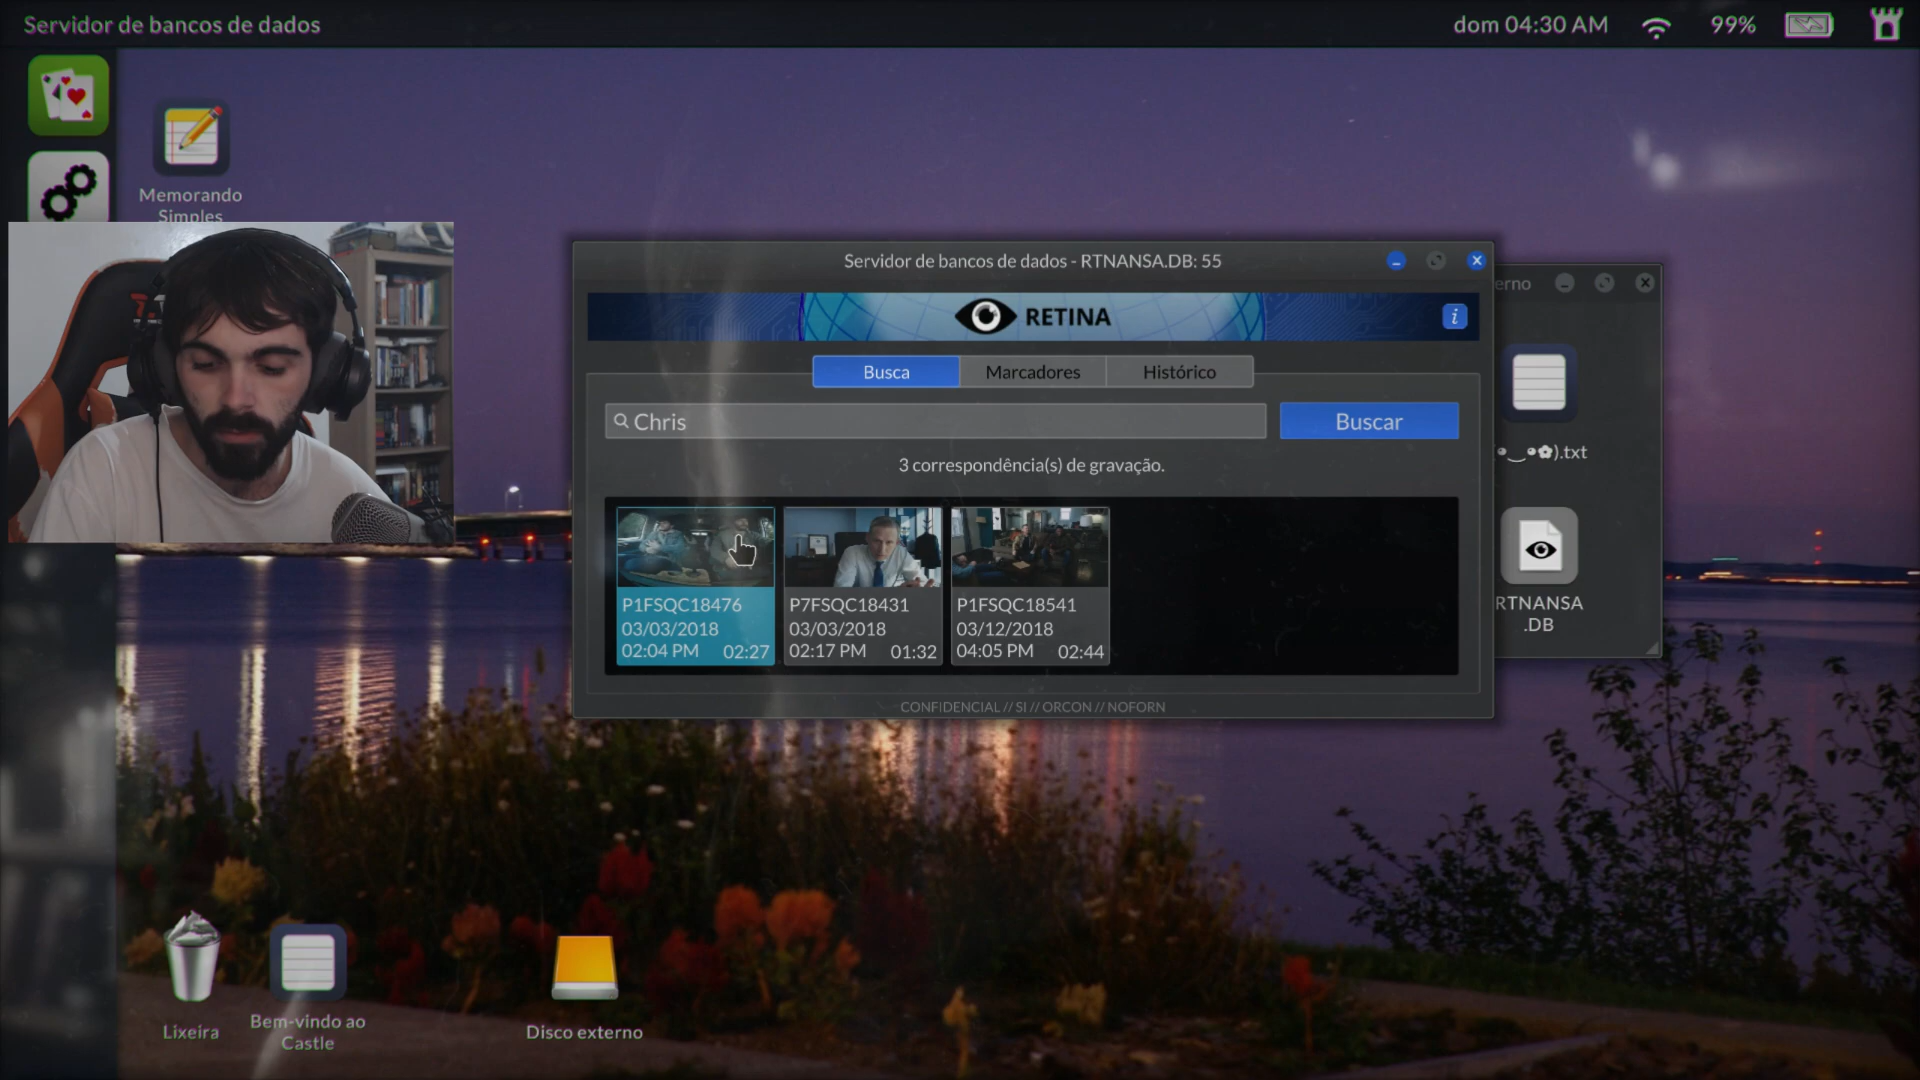 Servidor de bancos de dados
dom 04:30 AM
99%
Memorando
Simples
Servidor de bancos de dados - RTNANSA.DB: 55
erno
RETINA
i
Busca
Marcadores
Histórico
Chris
Buscar
3 correspondência(s) de gravação.
P1FSQC18476
03/03/2018
02:04 PM 02:27
P7FSQC18431
03/03/2018
02:17 PM 01:32
P1FSQC18541
03/12/2018
04:05 PM 02:44
CONFIDENCIAL // SI // ORCON // NOFORN
•‿•✿).txt
RTNANSA
.DB
Lixeira
Bem-vindo ao
Castle
Disco externo